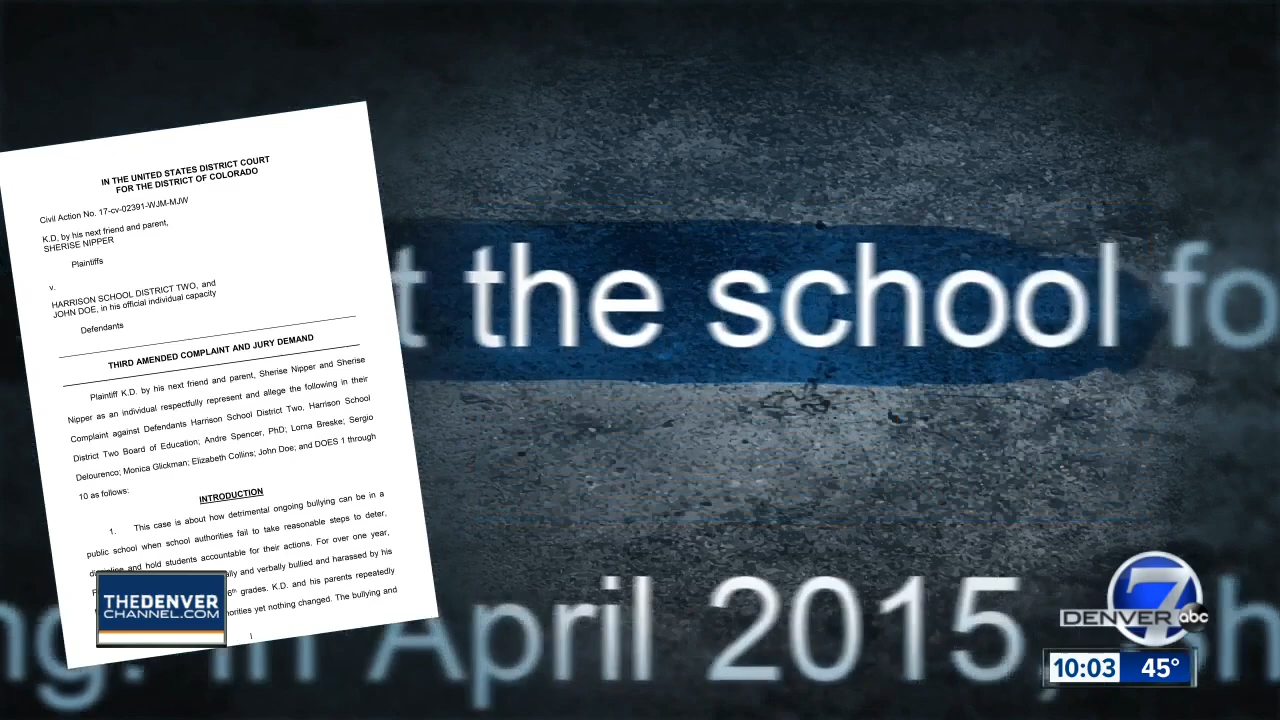 IN THE UNITED STATES DISTRICT COURT
FOR THE DISTRICT OF COLORADO
Civil Action No. 17-cv-02391-WJM-MJW
K.D. by his next friend and parent,
SHERISE NIPPER
Plaintiffs
v.
HARRISON SCHOOL DISTRICT TWO, and
JOHN DOE, in his official individual capacity
Defendants
THIRD AMENDED COMPLAINT AND JURY DEMAND
Plaintiff K.D. by his next friend and parent, Sherise Nipper and Sherise
Nipper as an individual respectfully represent and allege the following in their
Complaint against Defendants Harrison School District Two, Harrison School
District Two Board of Education; Andre Spencer, PhD; Lorna Breske; Sergio
Delourenco; Monica Glickman; Elizabeth Collins; John Doe; and DOES 1 through
10 as follows:
INTRODUCTION
1. This case is about how detrimental ongoing bullying can be in a
public school when school authorities fail to take reasonable steps to deter,
discipline and hold students accountable for their actions. For over one year,
and verbally bullied and harassed by his
6th grades. K.D. and his parents repeatedly
yet nothing changed. The bullying and
1
the school fo
In April 2015,
THEDENVER
CHANNEL.COM
DENVER 7 abc
10:03 45°